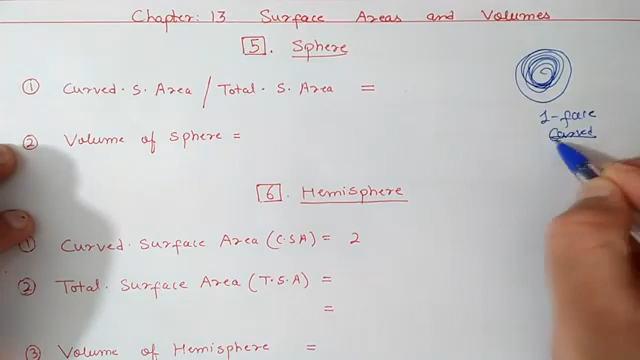 Chapter: 13 Surface Areas and Volumes
5 Sphere
① Curved. S. Area / Total. S. Area =
1-face
Curved
② Volume of Sphere =
6 Hemisphere
① Curved. Surface Area (C.S.A) = 2
② Total. Surface Area (T.S.A) =
=
③ Volume of Hemisphere =